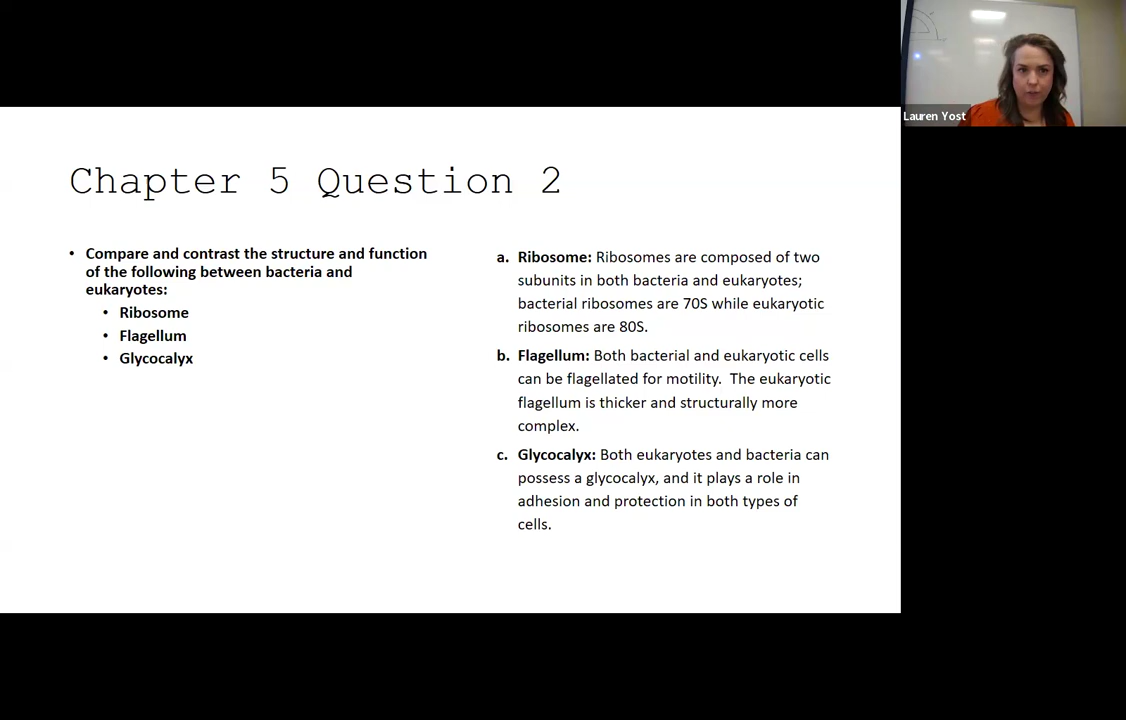 Lauren Yost
Chapter 5 Question 2
• Compare and contrast the structure and function
of the following between bacteria and
eukaryotes:
• Ribosome
• Flagellum
• Glycocalyx
a. Ribosome: Ribosomes are composed of two
subunits in both bacteria and eukaryotes;
bacterial ribosomes are 70S while eukaryotic
ribosomes are 80S.
b. Flagellum: Both bacterial and eukaryotic cells
can be flagellated for motility.  The eukaryotic
flagellum is thicker and structurally more
complex.
c. Glycocalyx: Both eukaryotes and bacteria can
possess a glycocalyx, and it plays a role in
adhesion and protection in both types of
cells.